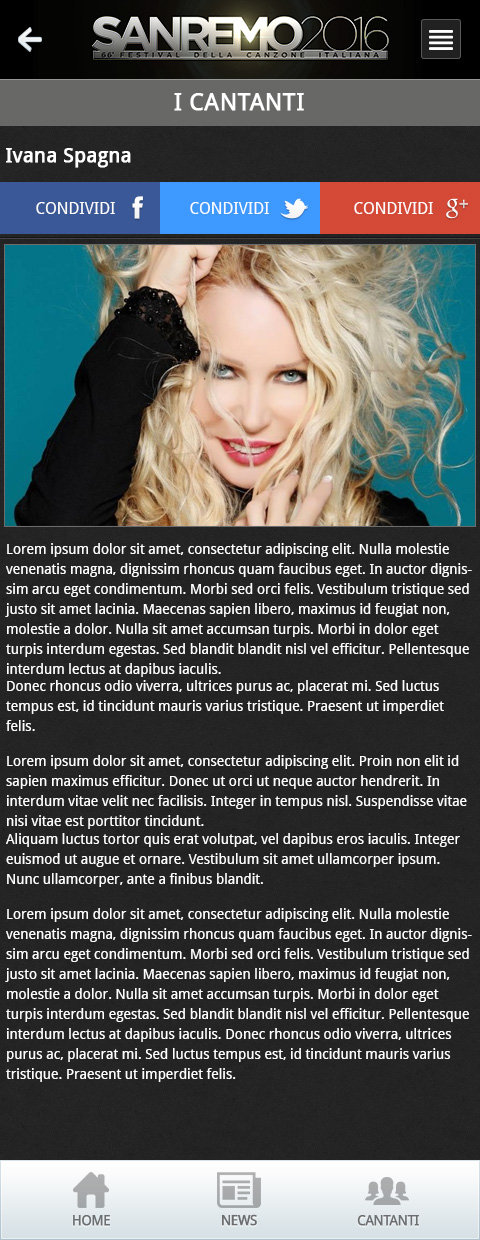 SANREMO2016
66° FESTIVAL DELLA CANZONE ITALIANA
I CANTANTI
Ivana Spagna
CONDIVIDI f CONDIVIDI CONDIVIDI g+
Lorem ipsum dolor sit amet, consectetur adipiscing elit. Nulla molestie
venenatis magna, dignissim rhoncus quam faucibus eget. In auctor dignis-
sim arcu eget condimentum. Morbi sed orci felis. Vestibulum tristique sed
justo sit amet lacinia. Maecenas sapien libero, maximus id feugiat non,
molestie a dolor. Nulla sit amet accumsan turpis. Morbi in dolor eget
turpis interdum egestas. Sed blandit blandit nisl vel efficitur. Pellentesque
interdum lectus at dapibus iaculis.
Donec rhoncus odio viverra, ultrices purus ac, placerat mi. Sed luctus
tempus est, id tincidunt mauris varius tristique. Praesent ut imperdiet
felis.
Lorem ipsum dolor sit amet, consectetur adipiscing elit. Proin non elit id
sapien maximus efficitur. Donec ut orci ut neque auctor hendrerit. In
interdum vitae velit nec facilisis. Integer in tempus nisl. Suspendisse vitae
nisi vitae est porttitor tincidunt.
Aliquam luctus tortor quis erat volutpat, vel dapibus eros iaculis. Integer
euismod ut augue et ornare. Vestibulum sit amet ullamcorper ipsum.
Nunc ullamcorper, ante a finibus blandit.
Lorem ipsum dolor sit amet, consectetur adipiscing elit. Nulla molestie
venenatis magna, dignissim rhoncus quam faucibus eget. In auctor dignis-
sim arcu eget condimentum. Morbi sed orci felis. Vestibulum tristique sed
justo sit amet lacinia. Maecenas sapien libero, maximus id feugiat non,
molestie a dolor. Nulla sit amet accumsan turpis. Morbi in dolor eget
turpis interdum egestas. Sed blandit blandit nisl vel efficitur. Pellentesque
interdum lectus at dapibus iaculis. Donec rhoncus odio viverra, ultrices
purus ac, placerat mi. Sed luctus tempus est, id tincidunt mauris varius
tristique. Praesent ut imperdiet felis.
HOME NEWS CANTANTI